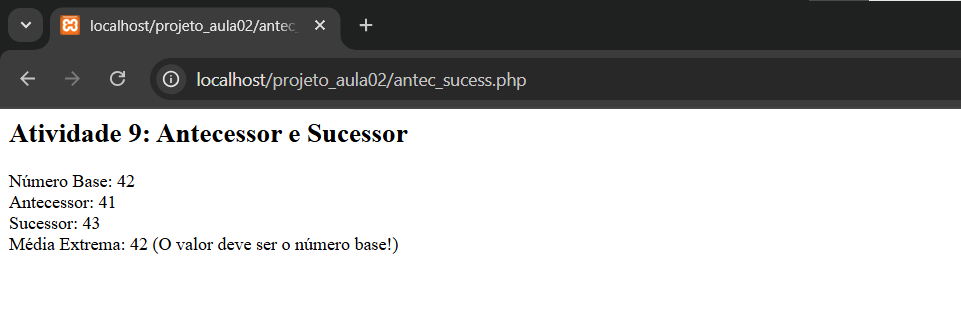 localhost/projeto_aula02/antec_
localhost/projeto_aula02/antec_sucess.php
Atividade 9: Antecessor e Sucessor
Número Base: 42
Antecessor: 41
Sucessor: 43
Média Extrema: 42 (O valor deve ser o número base!)